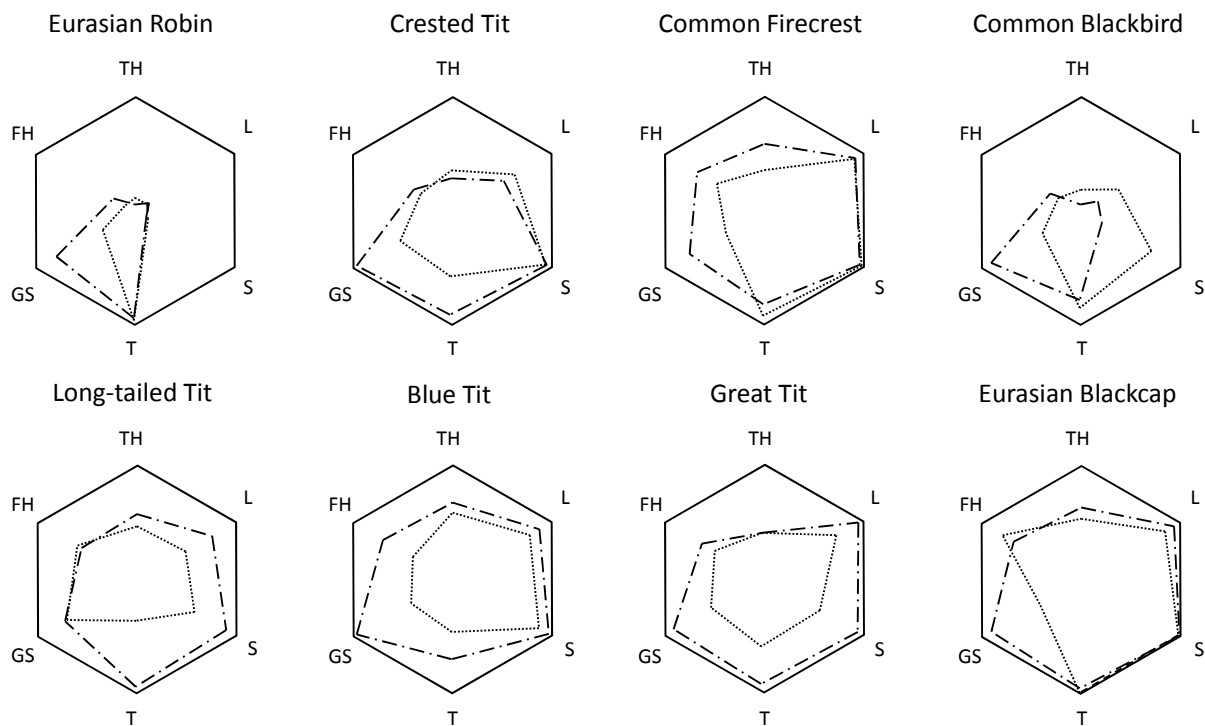 Eurasian Robin
Crested Tit
Common Firecrest
Common Blackbird
TH
TH
TH
TH
FH
L
FH
L
FH
L
FH
L
GS
S
GS
S
GS
S
GS
S
T
T
T
T
Long-tailed Tit
Blue Tit
Great Tit
Eurasian Blackcap
TH
TH
TH
TH
FH
L
FH
L
FH
L
FH
L
GS
S
GS
S
GS
S
GS
S
T
T
T
T